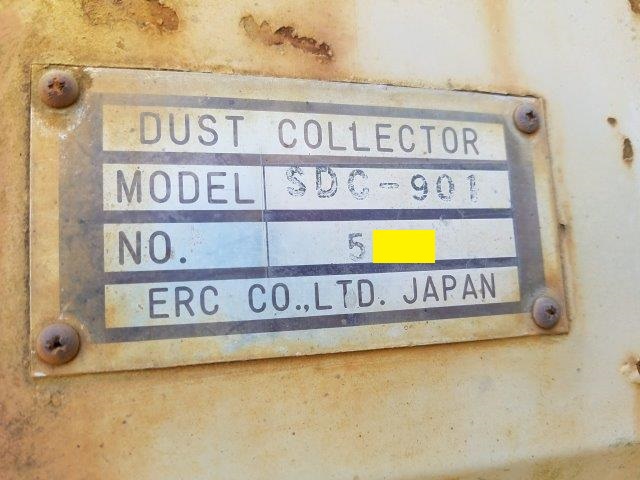 DUST COLLECTOR
MODEL SDC-901
NO. 5
ERC CO.,LTD. JAPAN